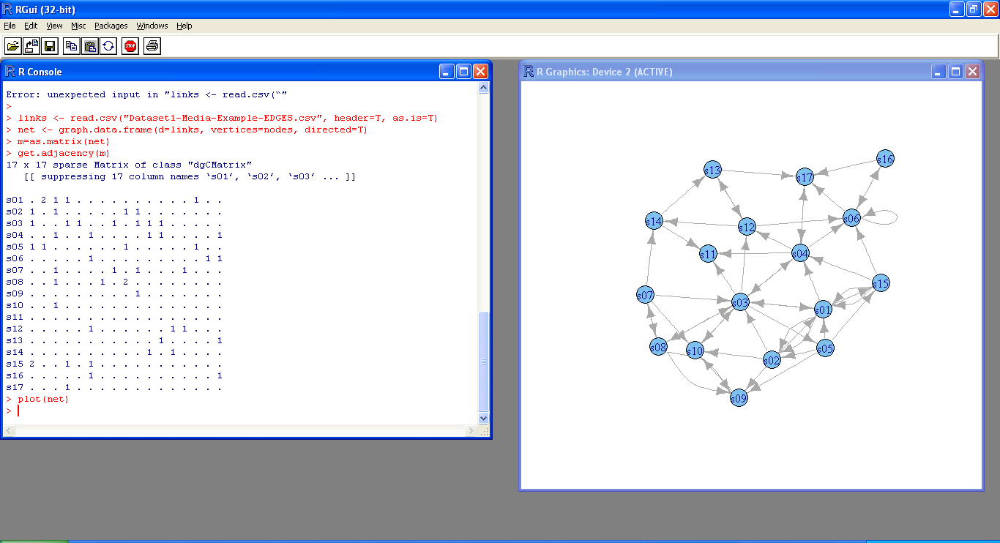 RGui (32-bit)
File Edit View Misc Packages Windows Help
STOP
R Console
Error: unexpected input in "links <- read.csv(“"
>
> links <- read.csv("Dataset1-Media-Example-EDGES.csv", header=T, as.is=T)
> net <- graph.data.frame(d=links, vertices=nodes, directed=T)
> m=as.matrix(net)
> get.adjacency(m)
17 x 17 sparse Matrix of class "dgCMatrix"
   [[ suppressing 17 column names ‘s01’, ‘s02’, ‘s03’ ... ]]
s01 . 2 1 1 . . . . . . . . . . 1 . .
s02 1 . 1 . . . . . 1 1 . . . . . . .
s03 1 . . 1 1 . . 1 . 1 1 1 . . . . .
s04 . . 1 . . 1 . . . . 1 1 . . . . 1
s05 1 1 . . . . . . 1 . . . . . 1 . .
s06 . . . . . 1 . . . . . . . . . 1 1
s07 . . 1 . . . . 1 . 1 . . . 1 . . .
s08 . . 1 . . . 1 . 2 . . . . . . . .
s09 . . . . . . . . . 1 . . . . . . .
s10 . . 1 . . . . . . . . . . . . . .
s11 . . . . . . . . . . . . . . . . .
s12 . . . . . 1 . . . . . . 1 1 . . .
s13 . . . . . . . . . . . 1 . . . . 1
s14 . . . . . . . . . . 1 . 1 . . . .
s15 2 . . 1 . 1 . . . . . . . . . . .
s16 . . . . . 1 . . . . . . . . . . 1
s17 . . . 1 . . . . . . . . . . . . .
> plot(net)
>
R Graphics: Device 2 (ACTIVE)
s16
s13
s17
s06
s14
s12
s11
s04
s15
s07
s03
s01
s08
s10
s05
s02
s09